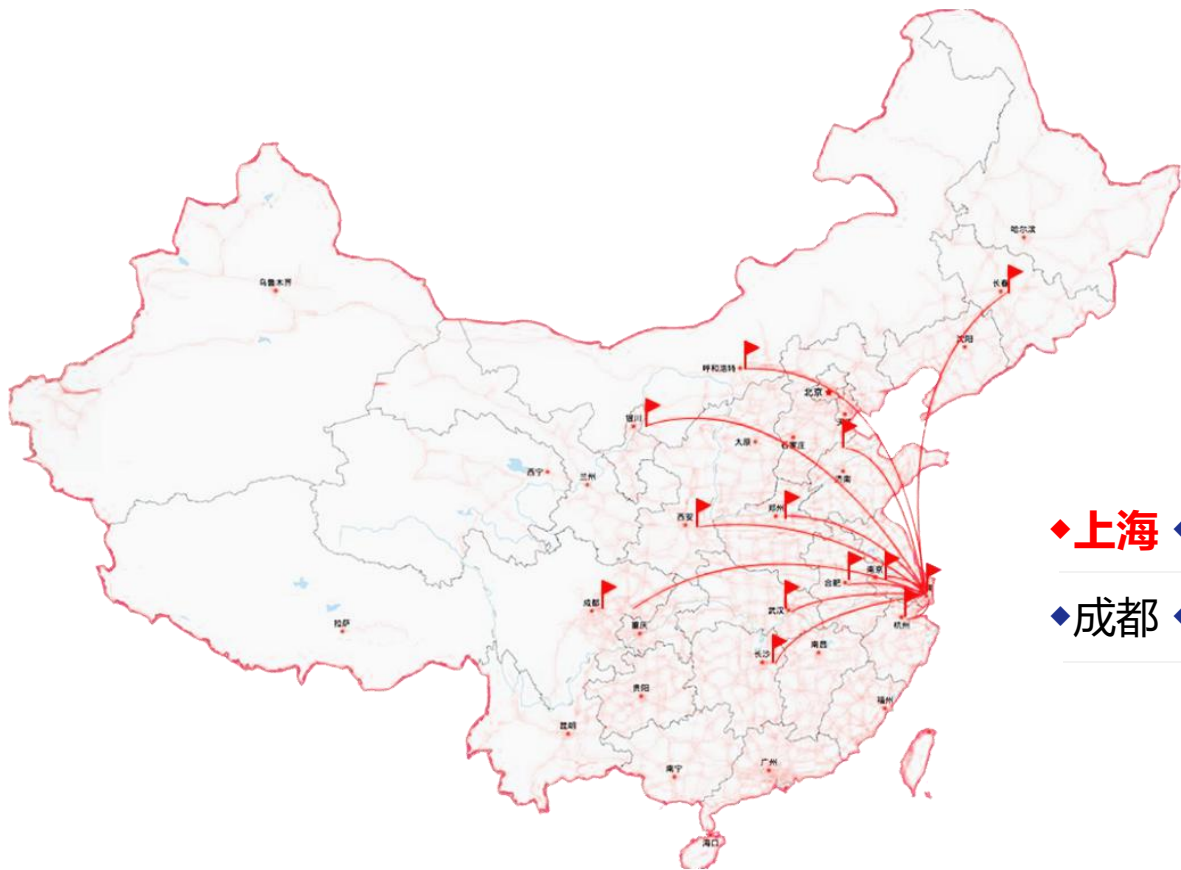 哈尔滨
长春
乌鲁木齐
沈阳
呼和浩特
北京
银川
太原
石家庄
西宁
兰州
济南
西安
郑州
◆上海
南京
合肥
成都
武汉
杭州
◆成都
拉萨
重庆
长沙
南昌
贵阳
福州
昆明
广州
南宁
海口